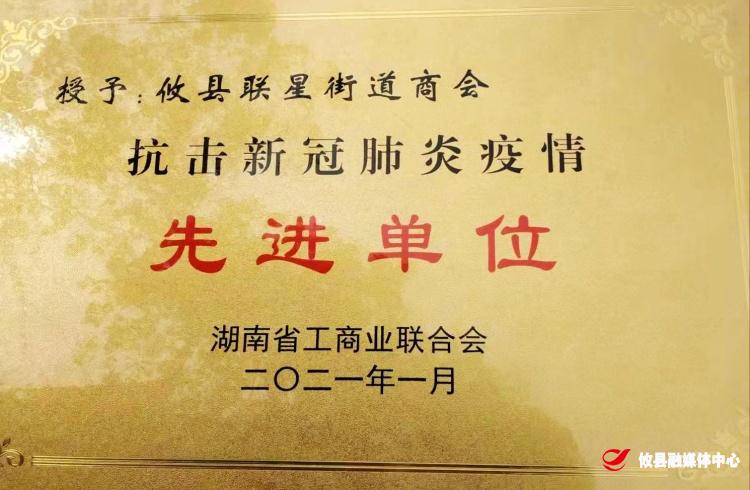 授予：攸县联星街道商会
抗击新冠肺炎疫情
先进单位
湖南省工商业联合会
二〇二一年一月
攸县融媒体中心